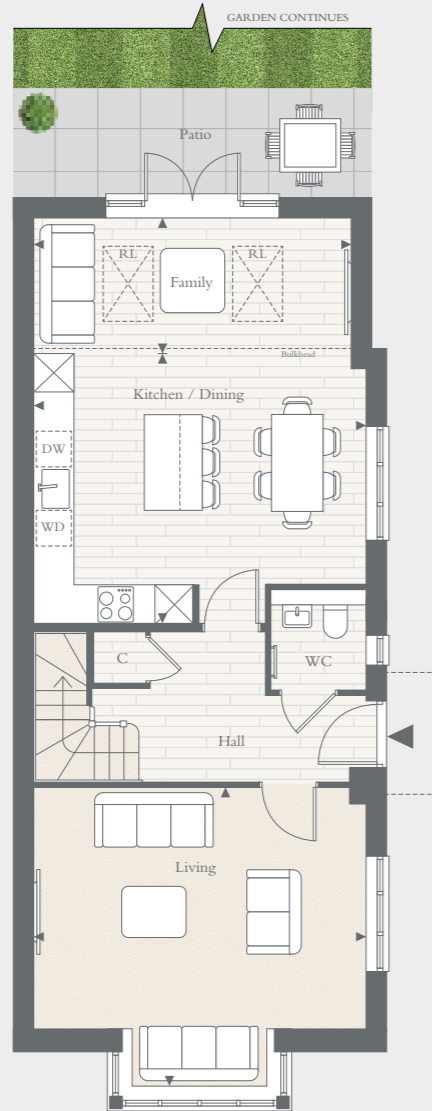 GARDEN CONTINUES
Patio
RL
RL
Family
Bulkhead
Kitchen / Dining
DW
WD
C
WC
Hall
Living